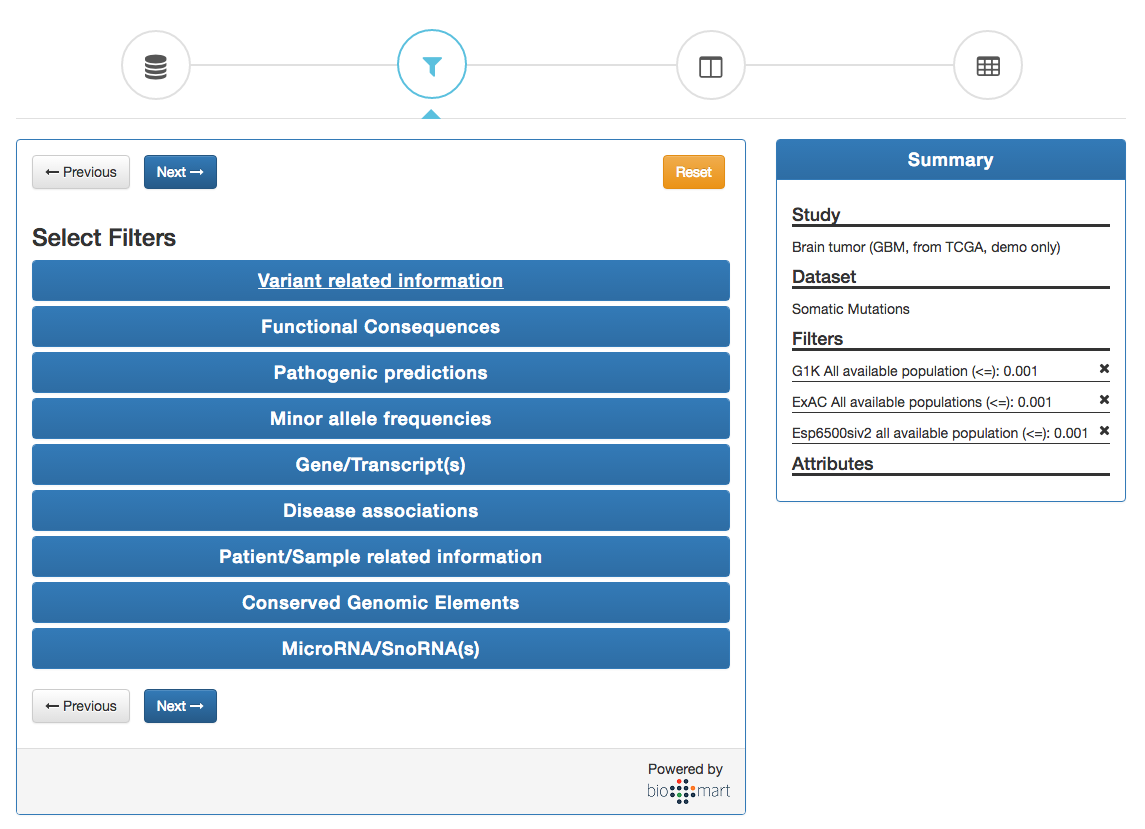 ← Previous
Next →
Reset
Select Filters
Variant related information
Functional Consequences
Pathogenic predictions
Minor allele frequencies
Gene/Transcript(s)
Disease associations
Patient/Sample related information
Conserved Genomic Elements
MicroRNA/SnoRNA(s)
← Previous
Next →
Powered by
bio mart
Summary
Study
Brain tumor (GBM, from TCGA, demo only)
Dataset
Somatic Mutations
Filters
G1K All available population (<=): 0.001 ✖
ExAC All available populations (<=): 0.001 ✖
Esp6500siv2 all available population (<=): 0.001 ✖
Attributes